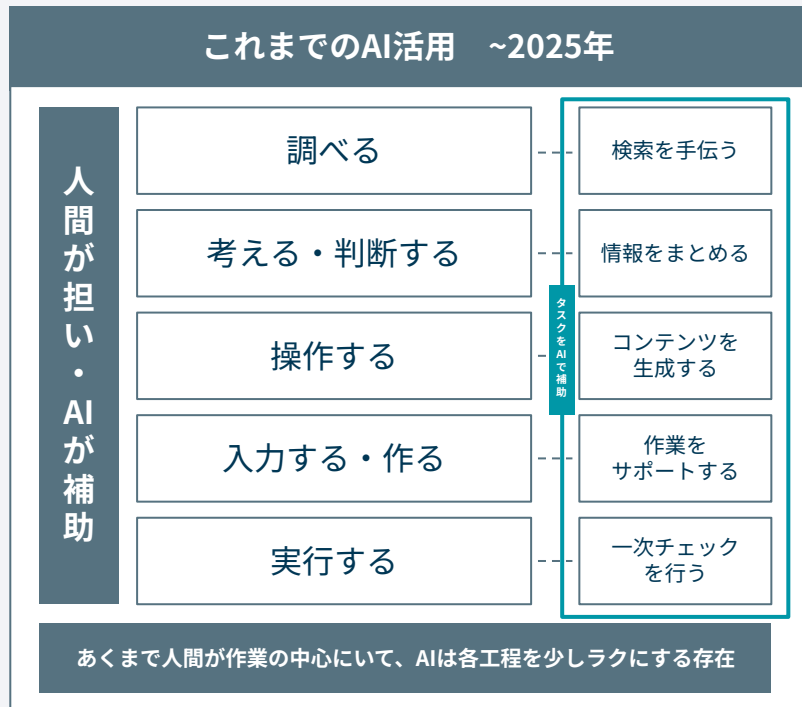 これまでのAI活用　~2025年
人間が担い・AIが補助
調べる
検索を手伝う
考える・判断する
情報をまとめる
タスクをAIで補助
操作する
コンテンツを
生成する
入力する・作る
作業を
サポートする
実行する
一次チェック
を行う
あくまで人間が作業の中心にいて、AIは各工程を少しラクにする存在